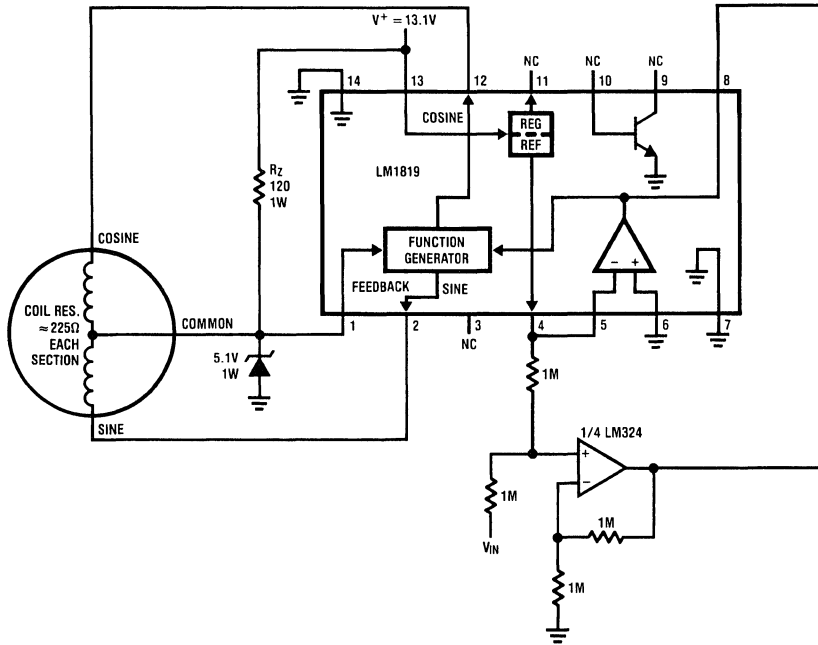 V+ = 13.1V
NC
NC
NC
14
13
12
11
10
9
8
COSINE
REG
REF
LM1819
RZ
120
1W
COSINE
FUNCTION
GENERATOR
- +
FEEDBACK
SINE
COIL RES.
≈225Ω
EACH
SECTION
COMMON
1
2
3
4
5
6
7
NC
5.1V
1W
1M
SINE
1/4 LM324
+
−
1M
VIN
1M
1M